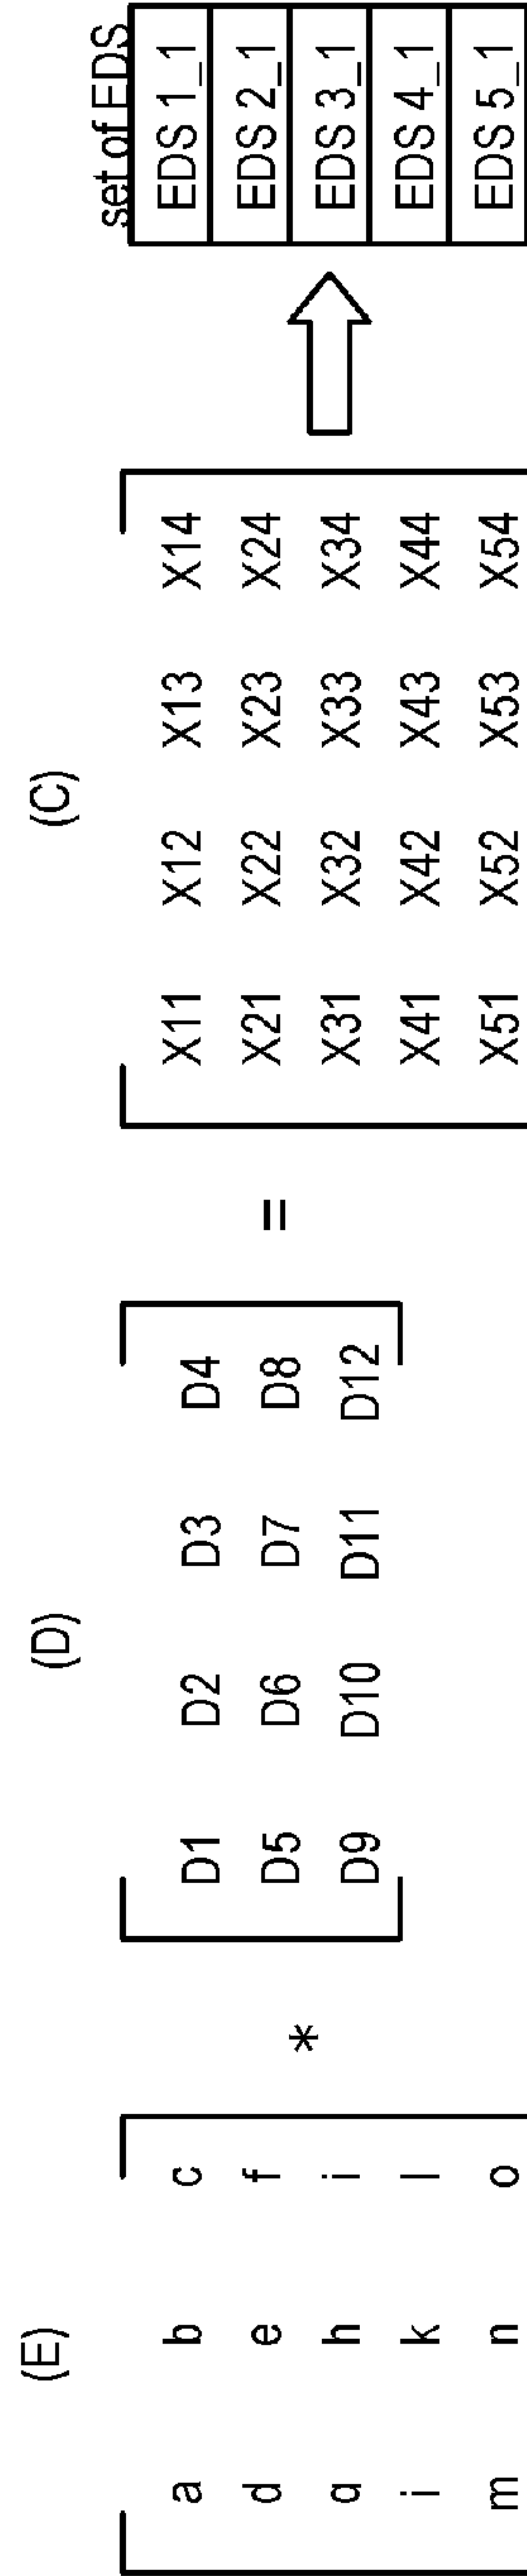 (E) (D) (C) set of EDS
a b c D1 D2 D3 D4 X11 X12 X13 X14 EDS 1_1
d e f * D5 D6 D7 D8 = X21 X22 X23 X24 EDS 2_1
g h i D9 D10 D11 D12 X31 X32 X33 X34 EDS 3_1
j k l X41 X42 X43 X44 EDS 4_1
m n o X51 X52 X53 X54 EDS 5_1